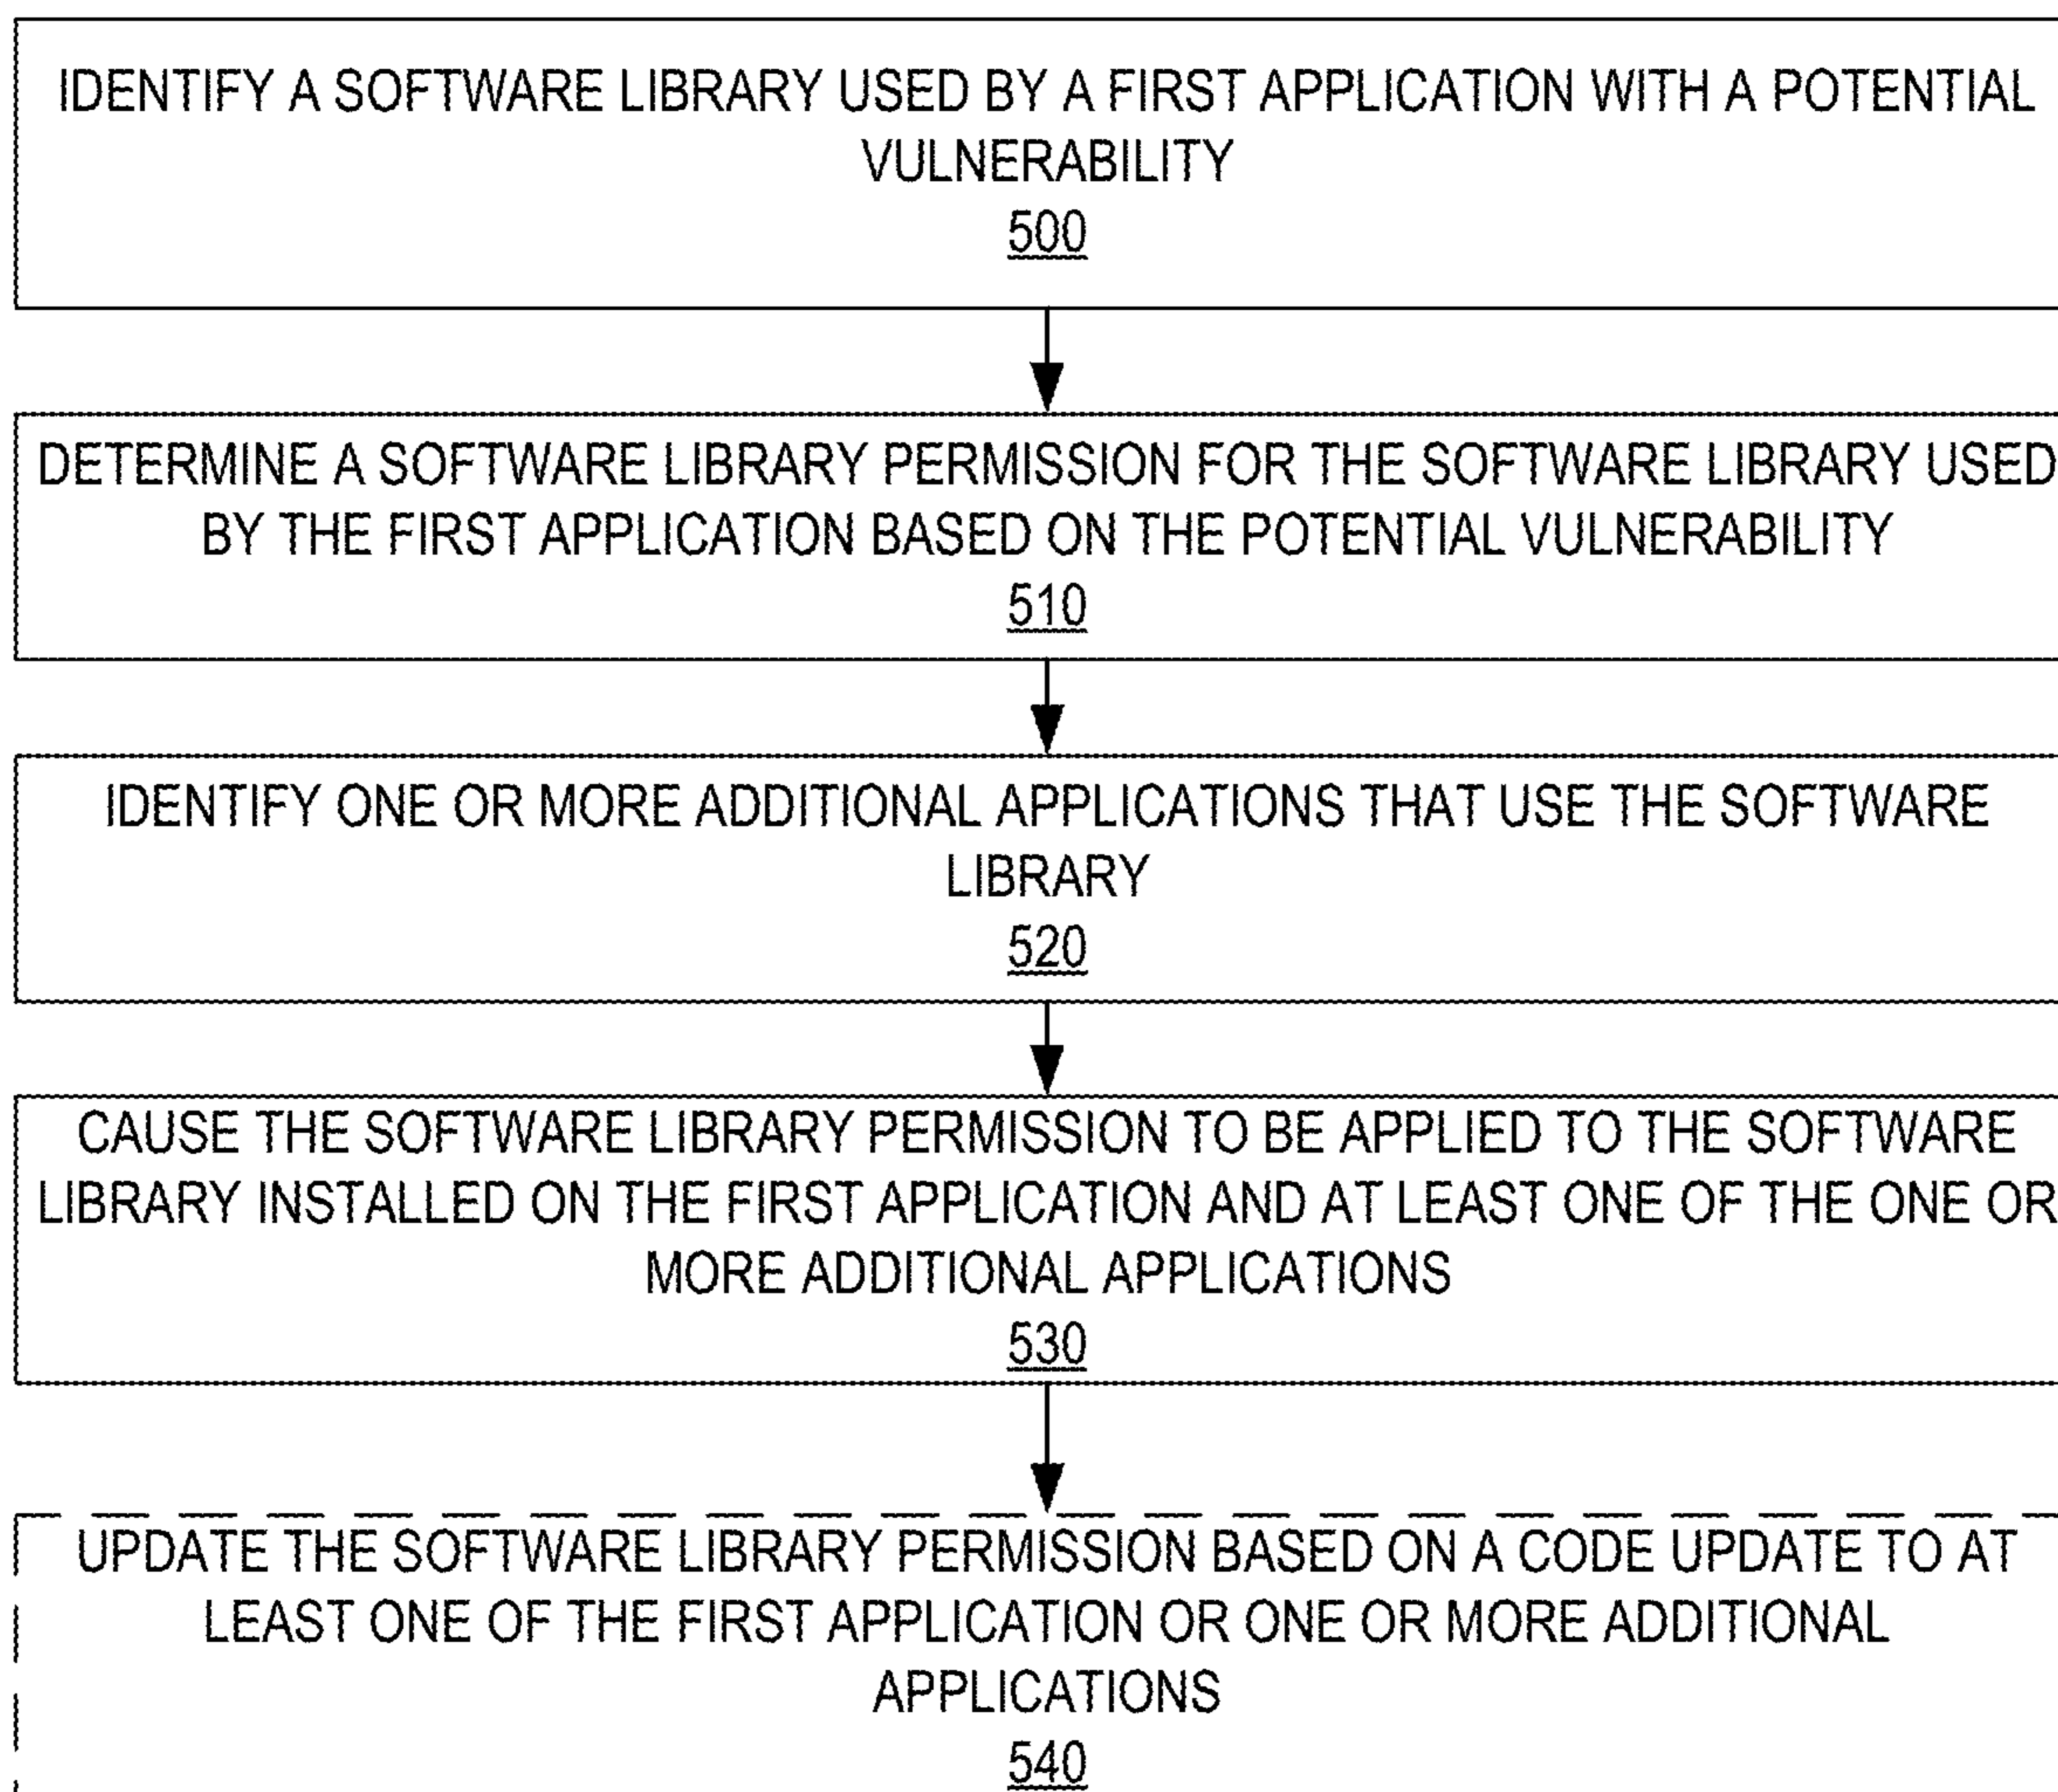 IDENTIFY A SOFTWARE LIBRARY USED BY A FIRST APPLICATION WITH A POTENTIAL
VULNERABILITY
500
DETERMINE A SOFTWARE LIBRARY PERMISSION FOR THE SOFTWARE LIBRARY USED
BY THE FIRST APPLICATION BASED ON THE POTENTIAL VULNERABILITY
510
IDENTIFY ONE OR MORE ADDITIONAL APPLICATIONS THAT USE THE SOFTWARE
LIBRARY
520
CAUSE THE SOFTWARE LIBRARY PERMISSION TO BE APPLIED TO THE SOFTWARE
LIBRARY INSTALLED ON THE FIRST APPLICATION AND AT LEAST ONE OF THE ONE OR
MORE ADDITIONAL APPLICATIONS
530
UPDATE THE SOFTWARE LIBRARY PERMISSION BASED ON A CODE UPDATE TO AT
LEAST ONE OF THE FIRST APPLICATION OR ONE OR MORE ADDITIONAL
APPLICATIONS
540